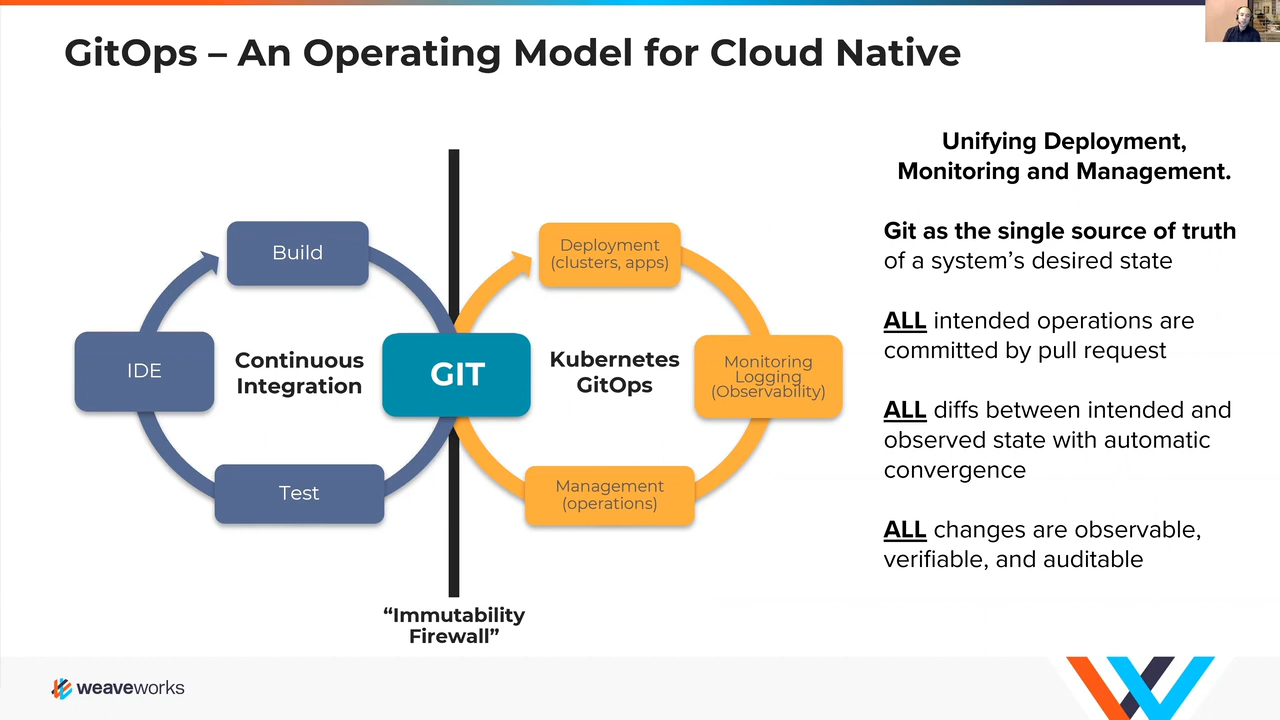 GitOps – An Operating Model for Cloud Native
Build
IDE
Continuous
Integration
Test
GIT
Deployment
(clusters, apps)
Kubernetes
GitOps
Monitoring
Logging
(Observability)
Management
(operations)
“Immutability
Firewall”
Unifying Deployment,
Monitoring and Management.
Git as the single source of truth
of a system’s desired state
ALL intended operations are
committed by pull request
ALL diffs between intended and
observed state with automatic
convergence
ALL changes are observable,
verifiable, and auditable
weaveworks